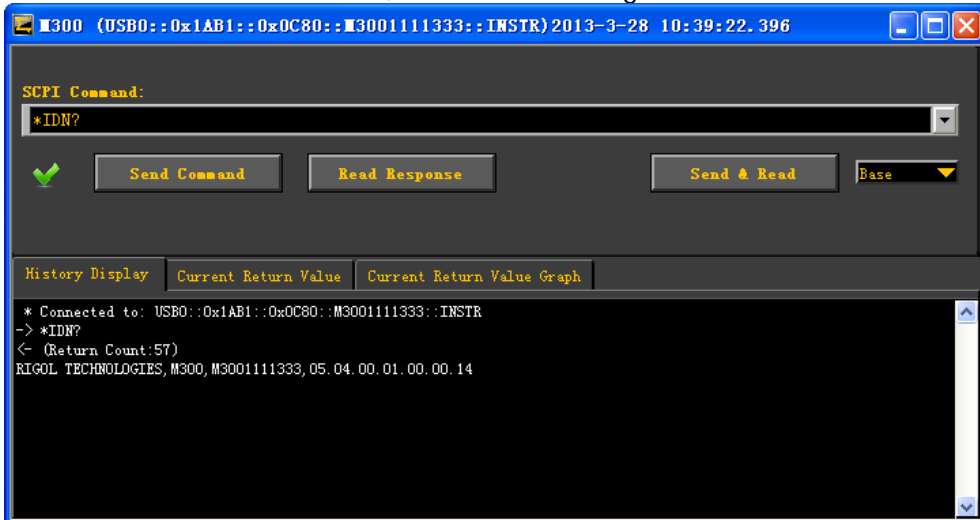 M300 (USB0::0x1AB1::0x0C80::M3001111333::INSTR)2013-3-28 10:39:22.396
SCPI Command:
*IDN?
Send Command Read Response Send & Read Base
History Display Current Return Value Current Return Value Graph
* Connected to: USB0::0x1AB1::0x0C80::M3001111333::INSTR
-> *IDN?
<- (Return Count:57)
RIGOL TECHNOLOGIES,M300,M3001111333,05.04.00.01.00.00.14